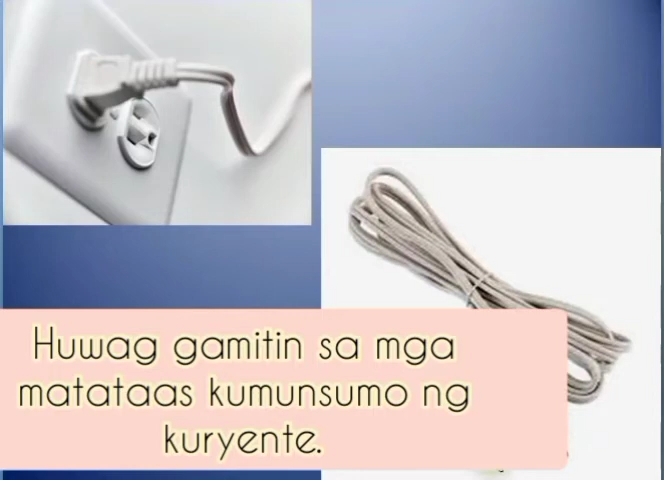 Huwag gamitin sa mga
matataas kumunsumo ng
kuryente.